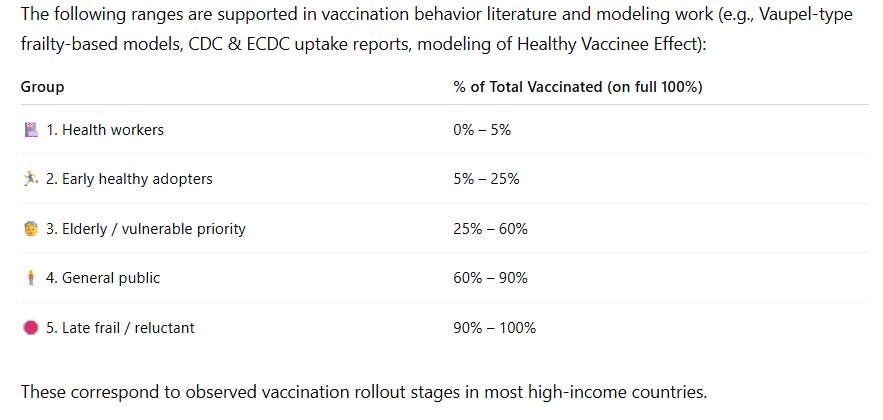 The following ranges are supported in vaccination behavior literature and modeling work (e.g., Vaupel-type
frailty-based models, CDC & ECDC uptake reports, modeling of Healthy Vaccinee Effect):
Group % of Total Vaccinated (on full 100%)
1. Health workers 0% – 5%
2. Early healthy adopters 5% – 25%
3. Elderly / vulnerable priority 25% – 60%
4. General public 60% – 90%
5. Late frail / reluctant 90% – 100%
These correspond to observed vaccination rollout stages in most high-income countries.